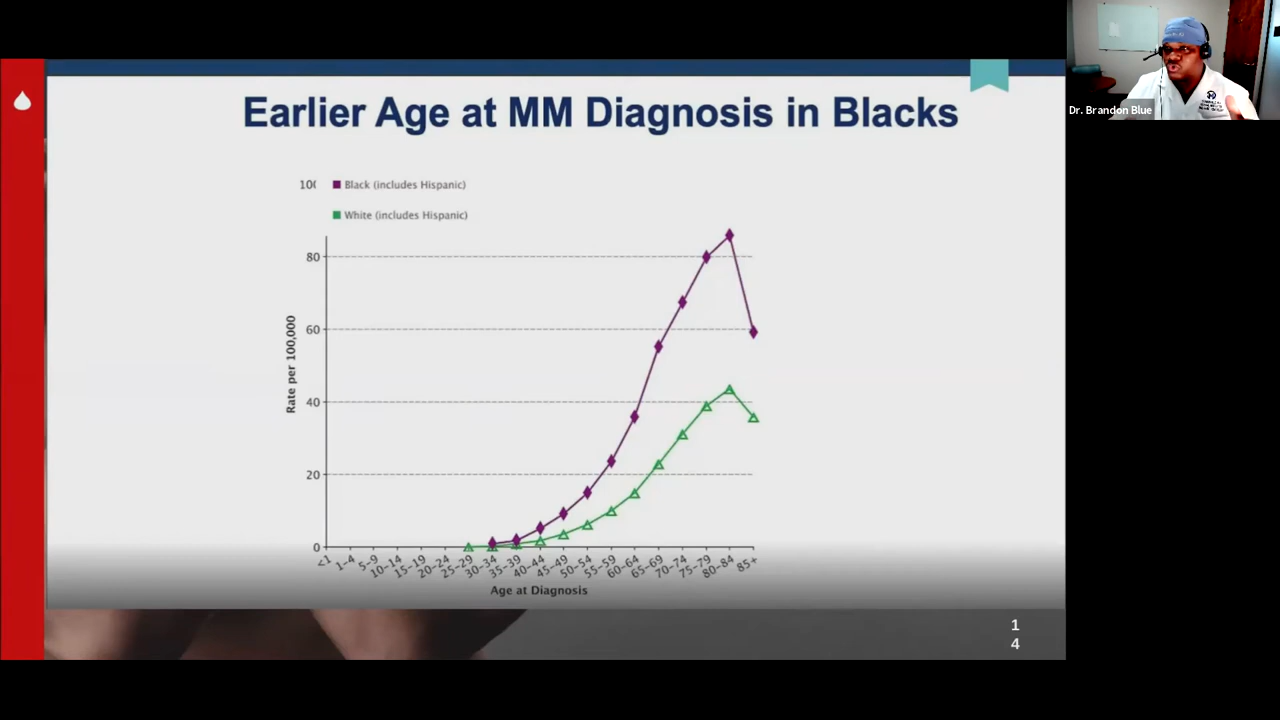 Dr. Brandon Blue
Earlier Age at MM Diagnosis in Blacks
10
Black (includes Hispanic)
White (includes Hispanic)
80
60
40
20
0
Rate per 100,000
<1 1–4 5–9 10–14 15–19 20–24 25–29 30–34 35–39 40–44 45–49 50–54 55–59 60–64 65–69 70–74 75–79 80–84 85+
Age at Diagnosis
1
4